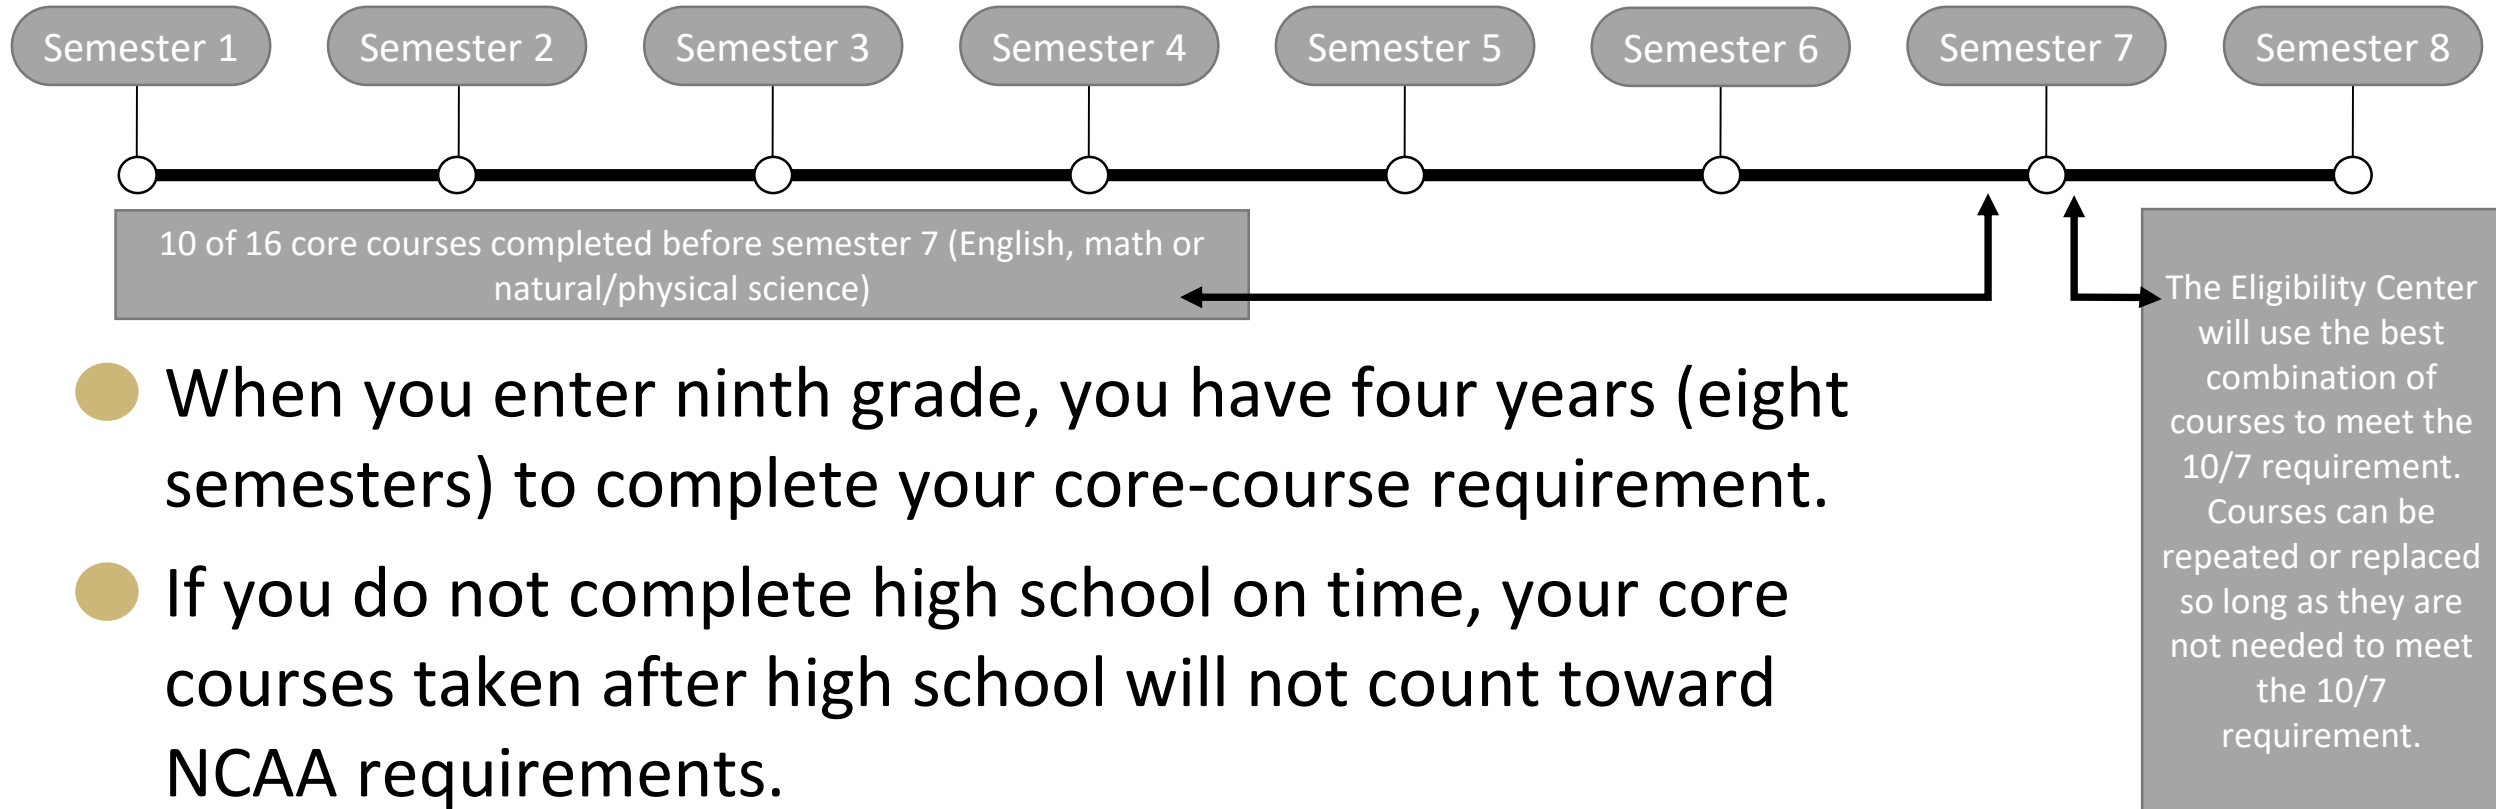 Semester 1
Semester 2
Semester 3
Semester 4
Semester 5
Semester 6
Semester 7
Semester 8
10 of 16 core courses completed before semester 7 (English, math or
natural/physical science)
The Eligibility Center
will use the best
combination of
courses to meet the
10/7 requirement.
Courses can be
repeated or replaced
so long as they are
not needed to meet
the 10/7
requirement.
When you enter ninth grade, you have four years (eight
semesters) to complete your core-course requirement.
If you do not complete high school on time, your core
courses taken after high school will not count toward
NCAA requirements.